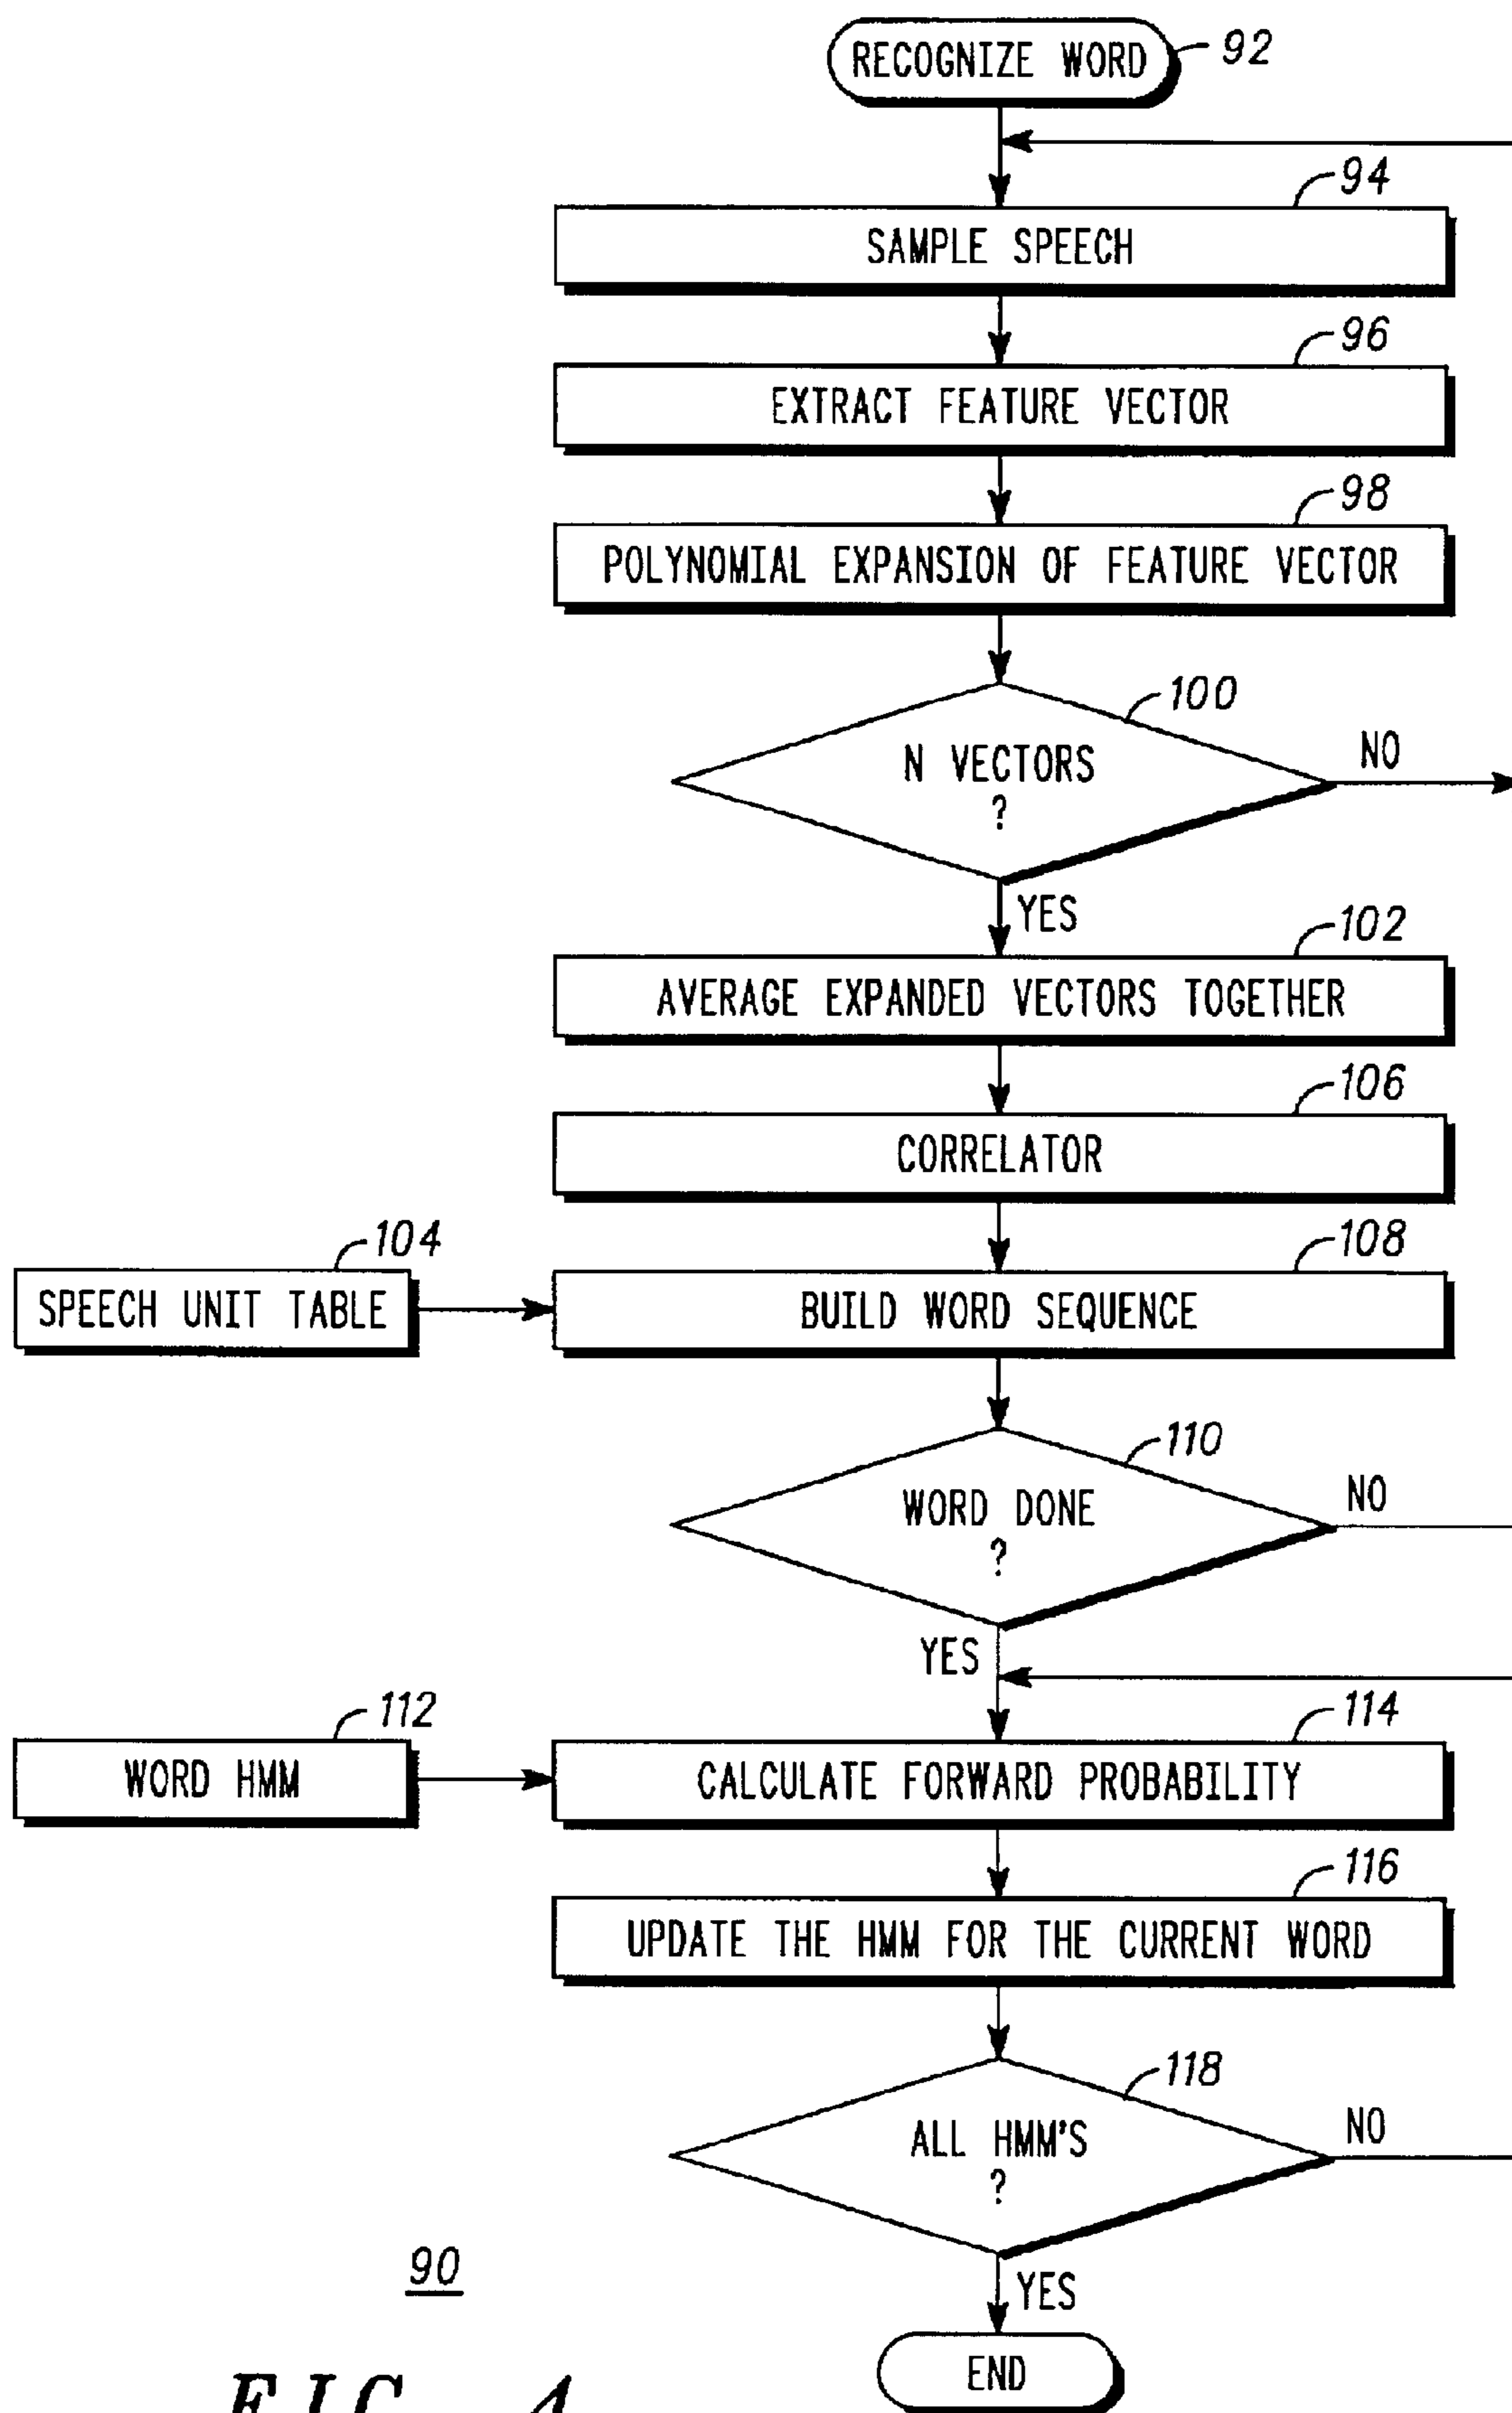 RECOGNIZE WORD
92
94
SAMPLE SPEECH
96
EXTRACT FEATURE VECTOR
98
POLYNOMIAL EXPANSION OF FEATURE VECTOR
100
N VECTORS
?
NO
YES
102
AVERAGE EXPANDED VECTORS TOGETHER
106
CORRELATOR
104
SPEECH UNIT TABLE
108
BUILD WORD SEQUENCE
110
WORD DONE
?
NO
YES
112
WORD HMM
114
CALCULATE FORWARD PROBABILITY
116
UPDATE THE HMM FOR THE CURRENT WORD
118
ALL HMM'S
?
NO
YES
90
END
FIG. 4